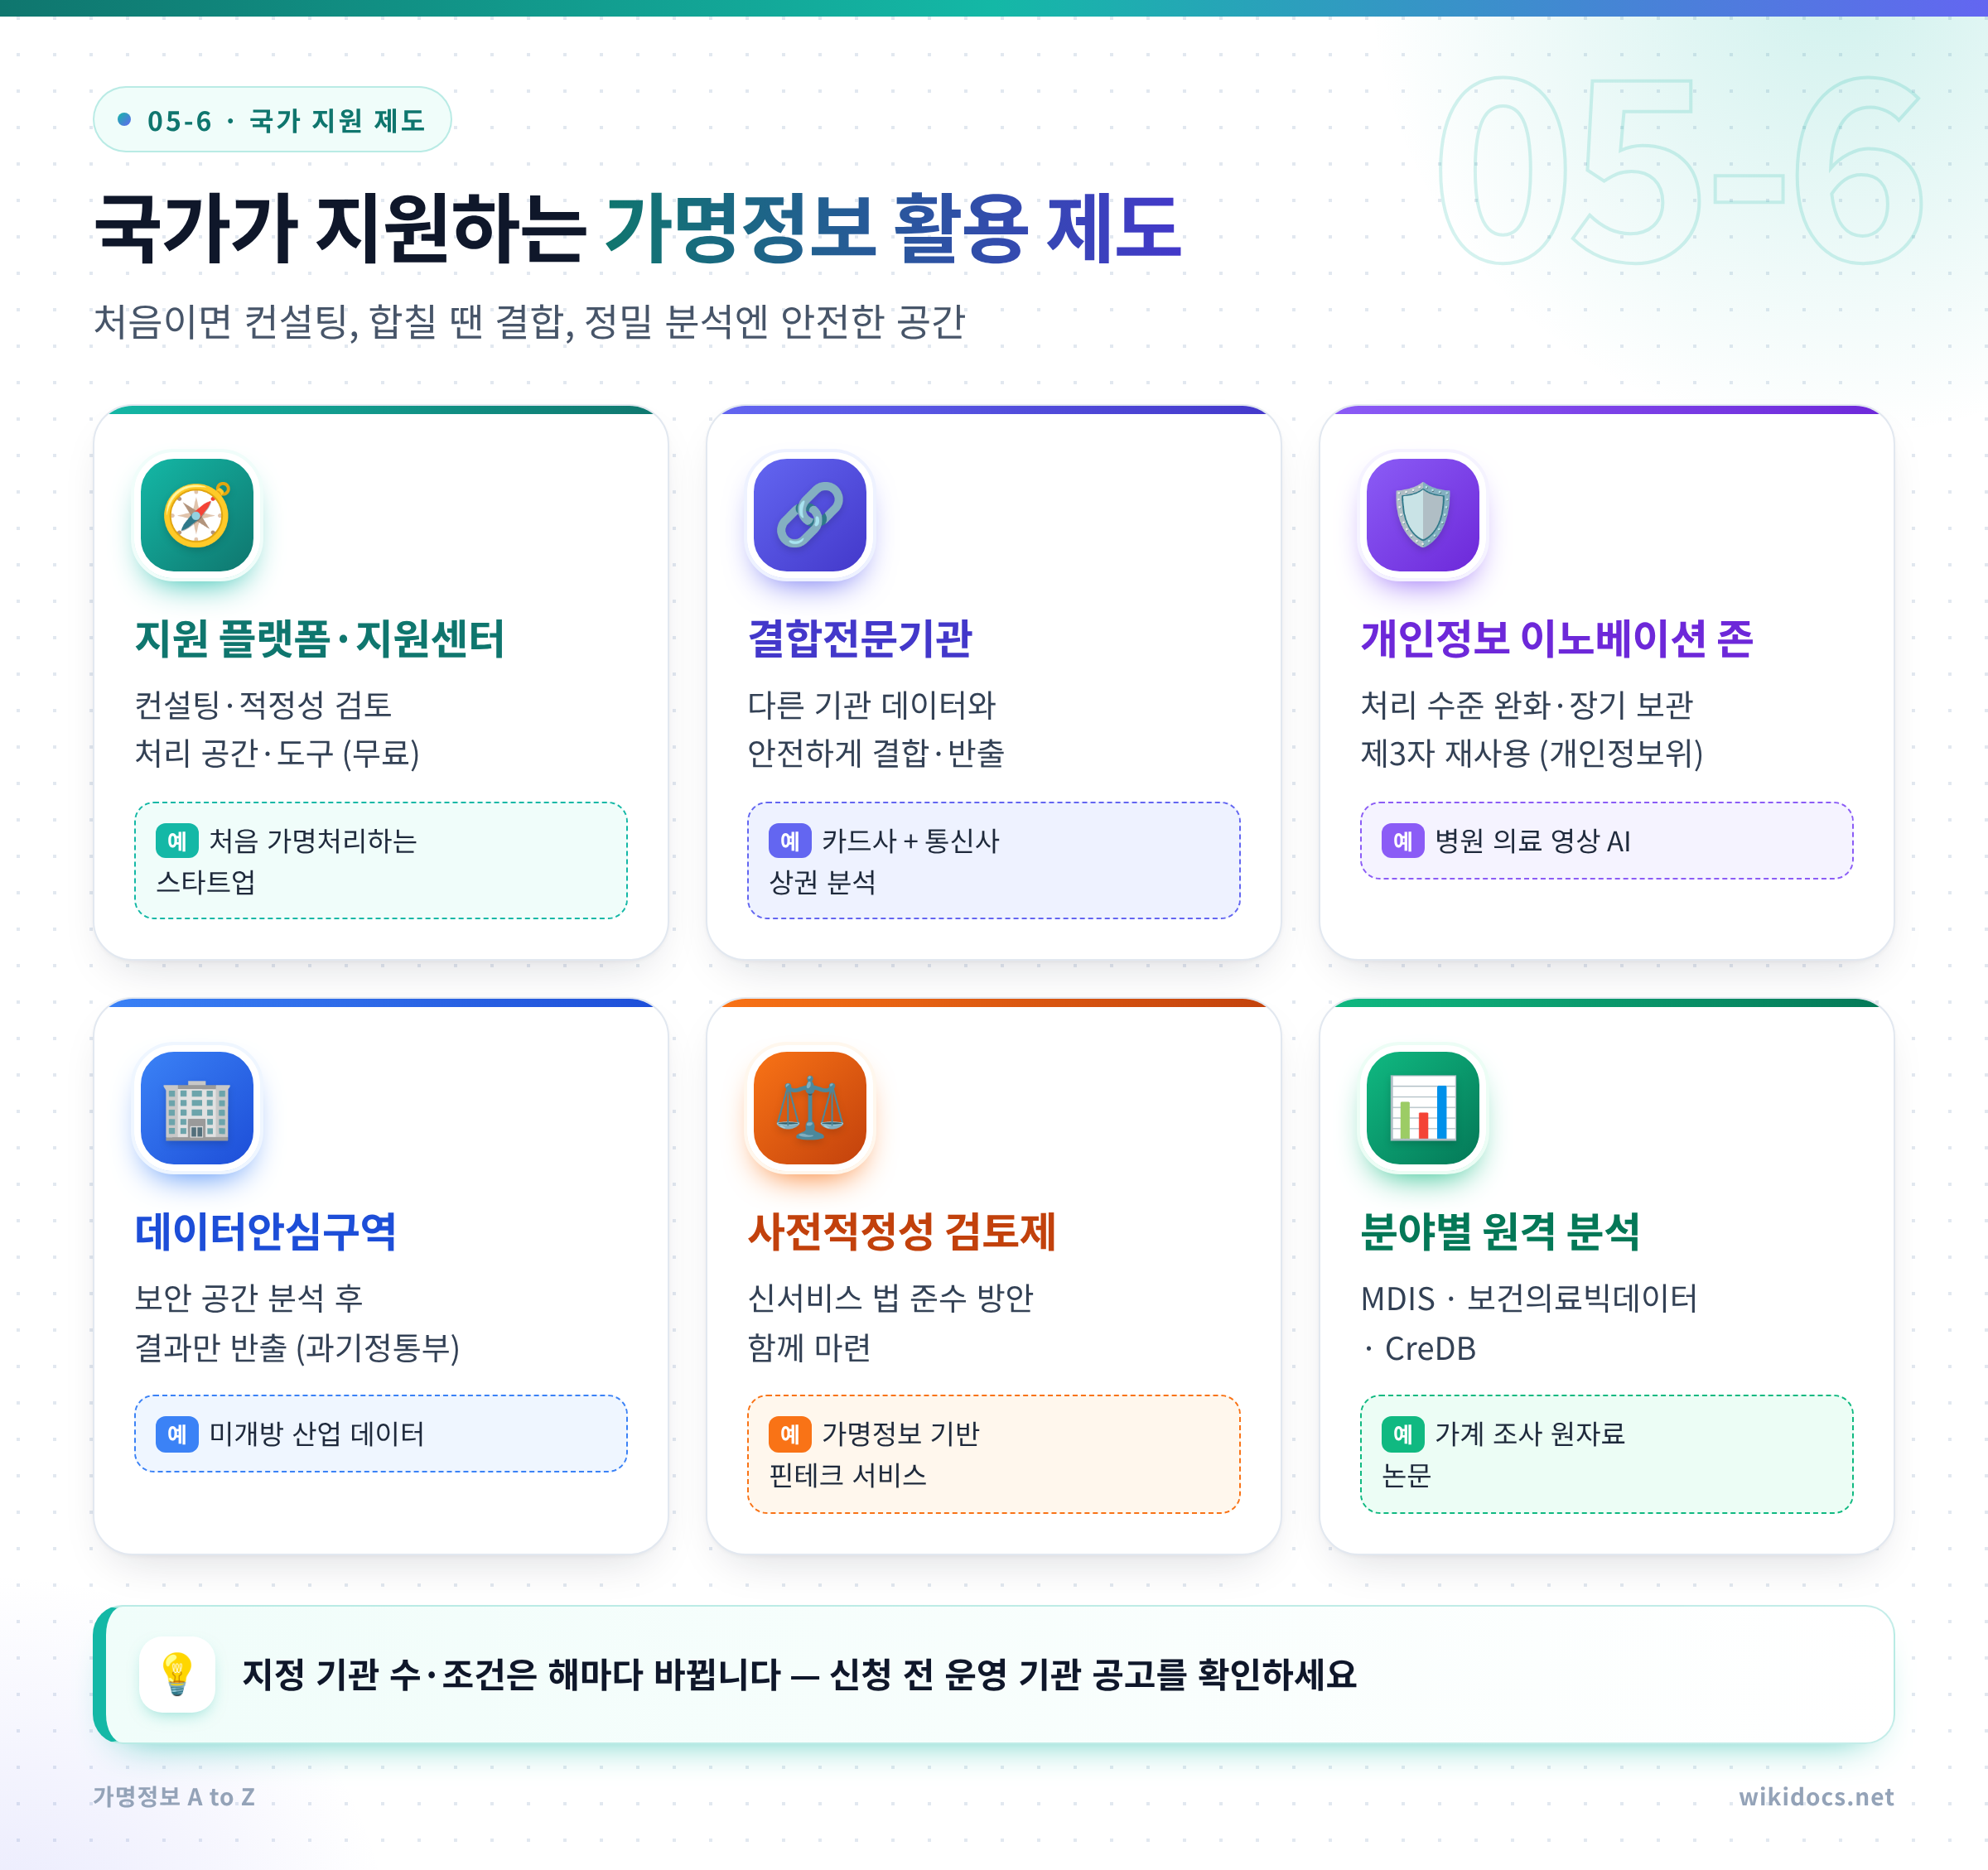 05-6 · 국가 지원 제도
05-6
국가가 지원하는 가명정보 활용 제도
처음이면 컨설팅, 합칠 땐 결합, 정밀 분석엔 안전한 공간
지원 플랫폼·지원센터
컨설팅·적정성 검토
처리 공간·도구 (무료)
예 처음 가명처리하는
스타트업
결합전문기관
다른 기관 데이터와
안전하게 결합·반출
예 카드사 + 통신사
상권 분석
개인정보 이노베이션 존
처리 수준 완화·장기 보관
제3자 재사용 (개인정보위)
예 병원 의료 영상 AI
데이터안심구역
보안 공간 분석 후
결과만 반출 (과기정통부)
예 미개방 산업 데이터
사전적정성 검토제
신서비스 법 준수 방안
함께 마련
예 가명정보 기반
핀테크 서비스
분야별 원격 분석
MDIS · 보건의료빅데이터
· CreDB
예 가계 조사 원자료
논문
지정 기관 수·조건은 해마다 바뀝니다 — 신청 전 운영 기관 공고를 확인하세요
가명정보 A to Z
wikidocs.net